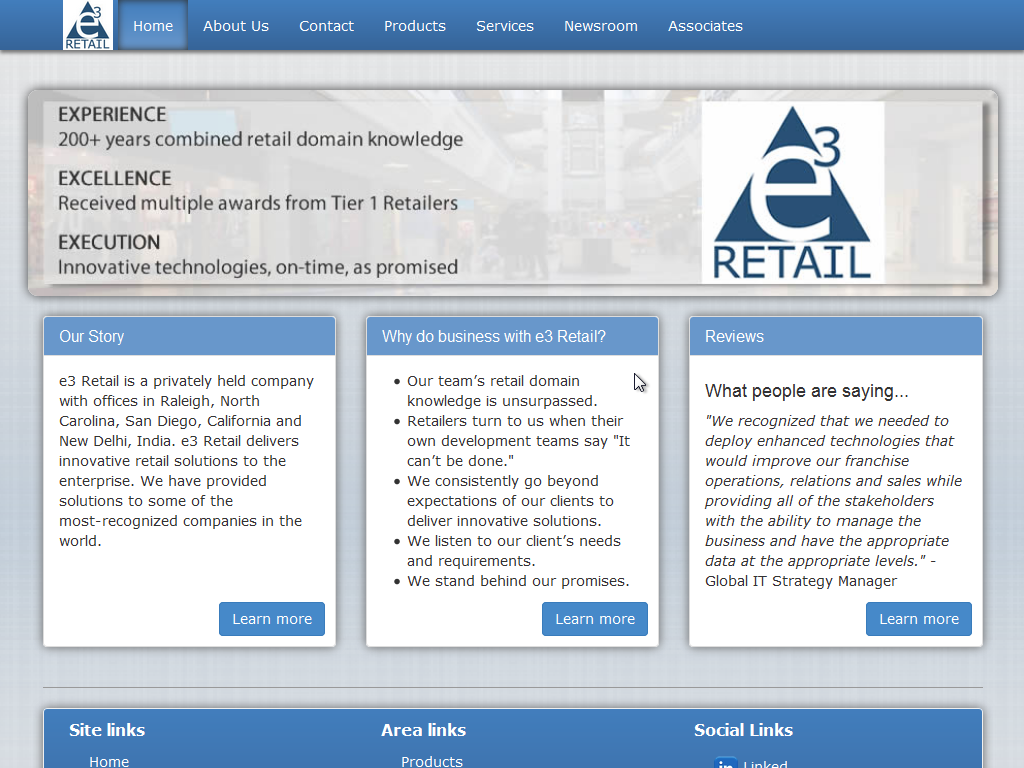 e3
RETAIL
Home
About Us
Contact
Products
Services
Newsroom
Associates
EXPERIENCE
200+ years combined retail domain knowledge
EXCELLENCE
Received multiple awards from Tier 1 Retailers
EXECUTION
Innovative technologies, on-time, as promised
e3
RETAIL
Our Story
e3 Retail is a privately held company
with offices in Raleigh, North
Carolina, San Diego, California and
New Delhi, India. e3 Retail delivers
innovative retail solutions to the
enterprise. We have provided
solutions to some of the
most-recognized companies in the
world.
Learn more
Why do business with e3 Retail?
• Our team’s retail domain
knowledge is unsurpassed.
• Retailers turn to us when their
own development teams say "It
can’t be done."
• We consistently go beyond
expectations of our clients to
deliver innovative solutions.
• We listen to our client’s needs
and requirements.
• We stand behind our promises.
Learn more
Reviews
What people are saying...
"We recognized that we needed to
deploy enhanced technologies that
would improve our franchise
operations, relations and sales while
providing all of the stakeholders
with the ability to manage the
business and have the appropriate
data at the appropriate levels." -
Global IT Strategy Manager
Learn more
Site links
Home
Area links
Products
Social Links
in Linked